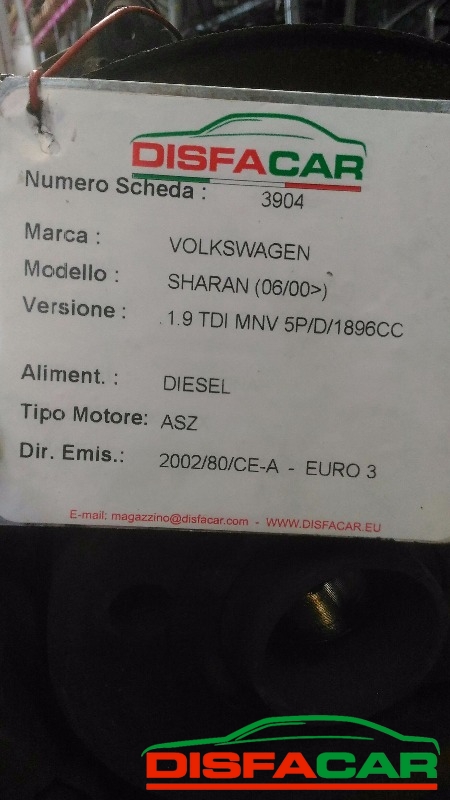 DISFACAR
Numero Scheda : 3904
Marca : VOLKSWAGEN
Modello : SHARAN (06/00>)
Versione : 1.9 TDI MNV 5P/D/1896CC
Aliment. : DIESEL
Tipo Motore: ASZ
Dir. Emis.: 2002/80/CE-A - EURO 3
E-mail: magazzino@disfacar.com - WWW.DISFACAR.EU
DISFACAR